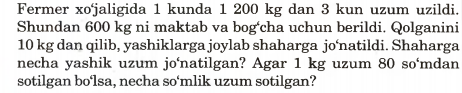 Fermer xo‘jaligida 1 kunda 1 200 kg dan 3 kun uzum uzildi.
Shundan 600 kg ni maktab va bog‘cha uchun berildi. Qolganini
10 kg dan qilib, yashiklarga joylab shaharga jo‘natildi. Shaharga
necha yashik uzum jo‘natilgan? Agar 1 kg uzum 80 so‘mdan
sotilgan bo‘lsa, necha so‘mlik uzum sotilgan?